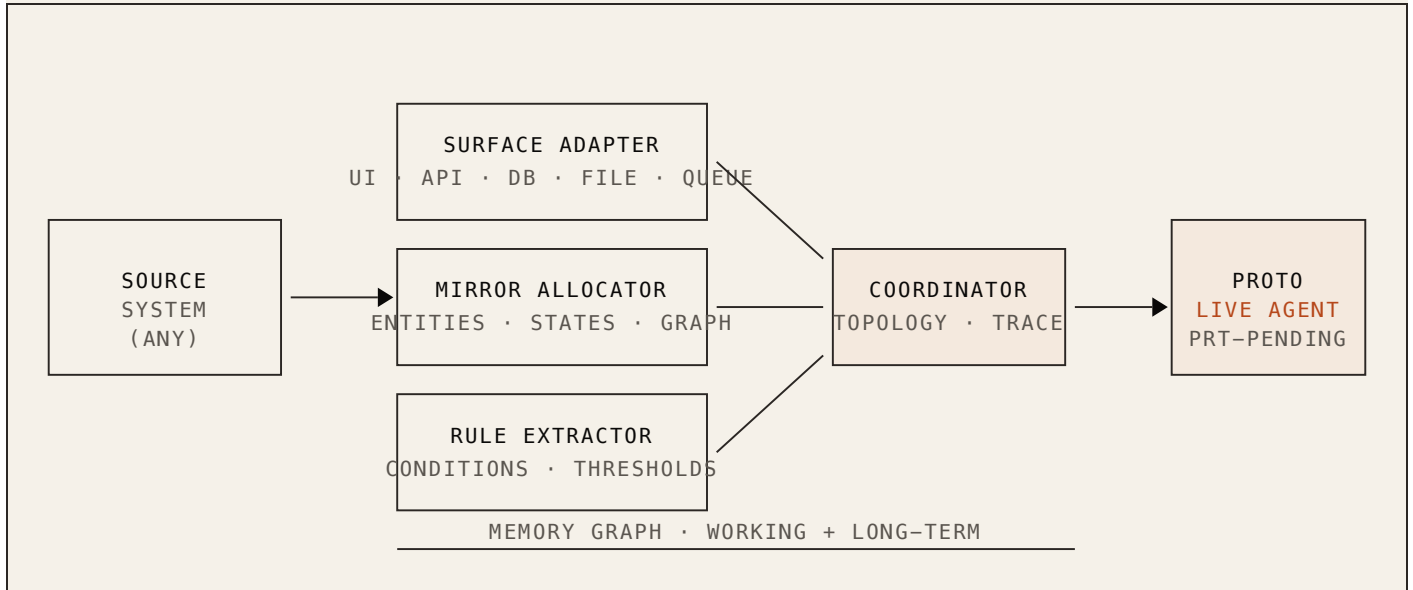 SURFACE ADAPTER
UI · API · DB · FILE · QUEUE
SOURCE
SYSTEM
(ANY)
MIRROR ALLOCATOR
ENTITIES · STATES · GRAPH
COORDINATOR
TOPOLOGY · TRACE
PROTO
LIVE AGENT
PRT–PENDING
RULE EXTRACTOR
CONDITIONS · THRESHOLDS
MEMORY GRAPH · WORKING + LONG–TERM